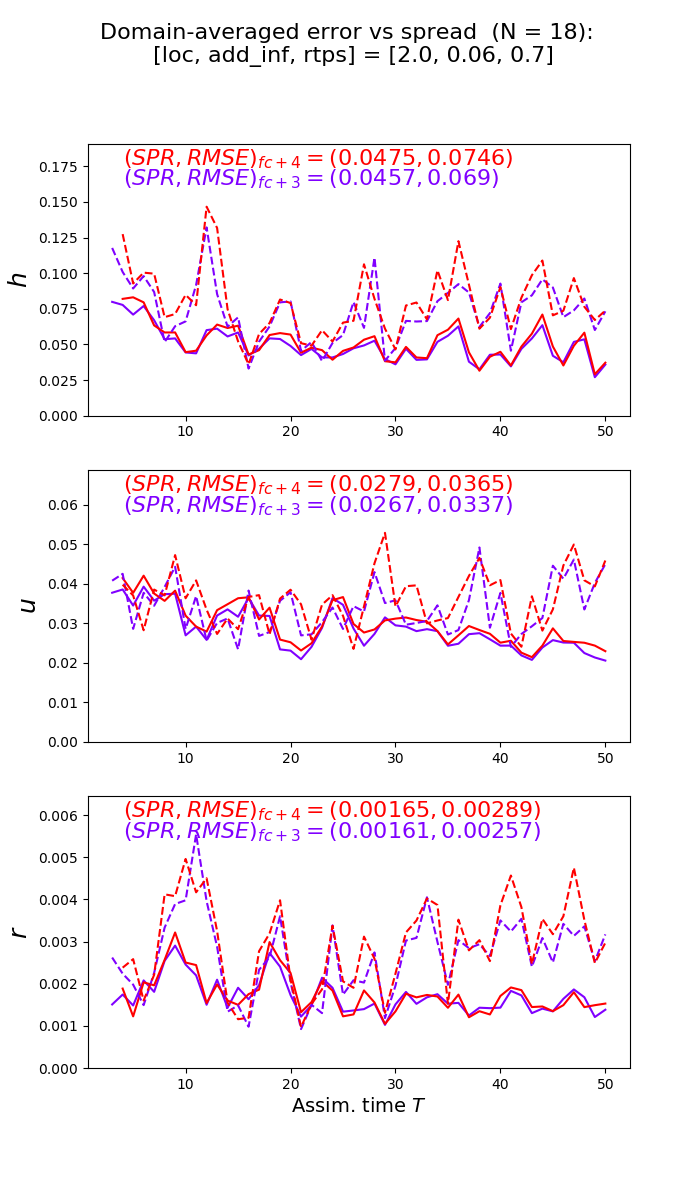 Domain-averaged error vs spread (N = 18):
[loc, add_inf, rtps] = [2.0, 0.06, 0.7]
(SPR, RMSE)fc+4 = (0.0475, 0.0746)
(SPR, RMSE)fc+3 = (0.0457, 0.069)
0.175
0.150
0.125
0.100
0.075
0.050
0.025
0.000
h
10 20 30 40 50
(SPR, RMSE)fc+4 = (0.0279, 0.0365)
(SPR, RMSE)fc+3 = (0.0267, 0.0337)
0.06
0.05
0.04
0.03
0.02
0.01
0.00
u
10 20 30 40 50
(SPR, RMSE)fc+4 = (0.00165, 0.00289)
(SPR, RMSE)fc+3 = (0.00161, 0.00257)
0.006
0.005
0.004
0.003
0.002
0.001
0.000
r
10 20 30 40 50
Assim. time T